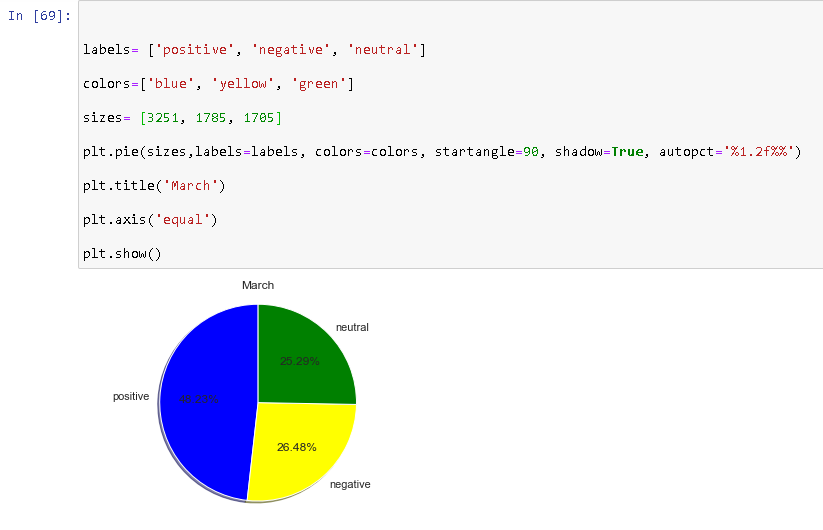 In [69]:
labels= ['positive', 'negative', 'neutral']
colors=['blue', 'yellow', 'green']
sizes= [3251, 1785, 1705]
plt.pie(sizes,labels=labels, colors=colors, startangle=90, shadow=True, autopct='%1.2f%%')
plt.title('March')
plt.axis('equal')
plt.show()
March
neutral
25.29%
positive
48.23%
26.48%
negative